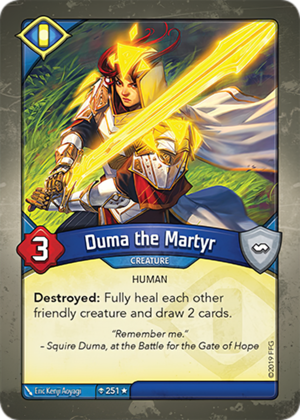 Duma the Martyr
CREATURE
3
HUMAN
Destroyed: Fully heal each other
friendly creature and draw 2 cards.
"Remember me."
– Squire Duma, at the Battle for the Gate of Hope
©2019 FFG
Eric Kenji Aoyagi
251